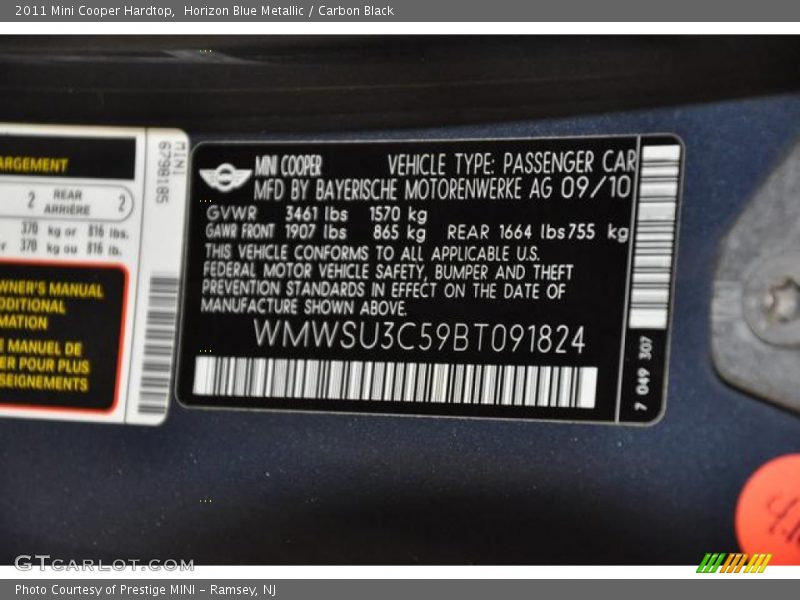 2011 Mini Cooper Hardtop,  Horizon Blue Metallic / Carbon Black
ARGEMENT
2 REAR ARRIÈRE 2
370 kg or 816 lbs.
370 kg ou 816 lb.
OWNER'S MANUAL
MANUEL DE
ER POUR PLUS
SEIGNEMENTS
MINI
6798185
MINI COOPER VEHICLE TYPE: PASSENGER CAR
MFD BY BAYERISCHE MOTORENWERKE AG 09/10
GVWR 3461 lbs 1570 kg
GAWR FRONT 1907 lbs 865 kg REAR 1664 lbs 755 kg
THIS VEHICLE CONFORMS TO ALL APPLICABLE U.S.
FEDERAL MOTOR VEHICLE SAFETY, BUMPER AND THEFT
PREVENTION STANDARDS IN EFFECT ON THE DATE OF
MANUFACTURE SHOWN ABOVE.
WMWSU3C59BT091824
7 049 307
GTCARLOT.COM
Photo Courtesy of Prestige MINI - Ramsey, NJ